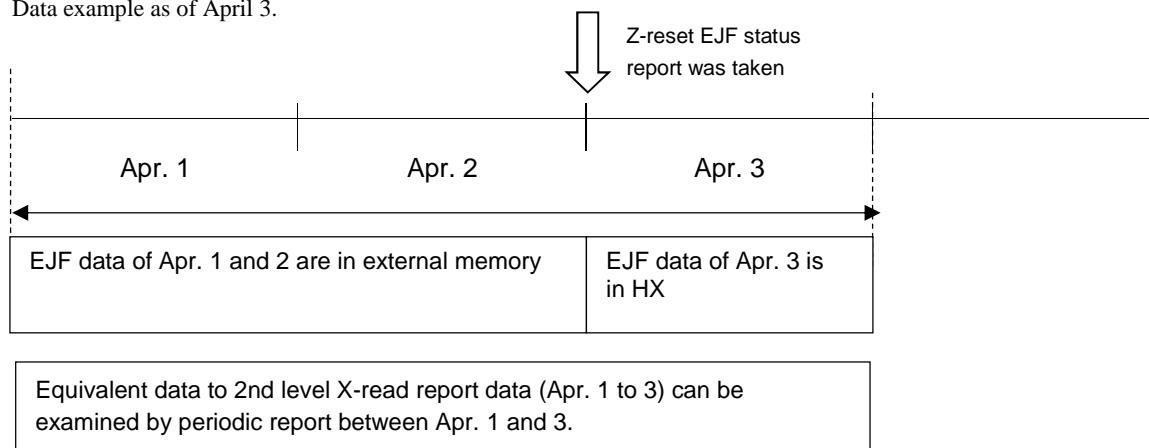 Data example as of April 3.
Z-reset EJF status
report was taken
Apr. 1
Apr. 2
Apr. 3
EJF data of Apr. 1 and 2 are in external memory
EJF data of Apr. 3 is
in HX
Equivalent data to 2nd level X-read report data (Apr. 1 to 3) can be
examined by periodic report between Apr. 1 and 3.